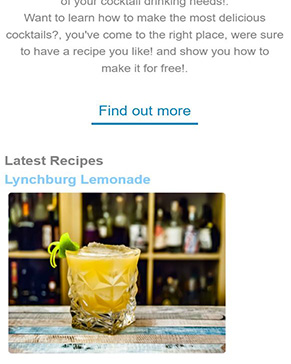 of your cocktail drinking needs!.
Want to learn how to make the most delicious
cocktails?, you've come to the right place, were sure
to have a recipe you like! and show you how to
make it for free!.
Find out more
Latest Recipes
Lynchburg Lemonade